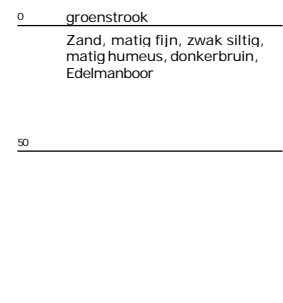 0 groenstrook
Zand, matig fijn, zwak siltig,
matig humeus, donkerbruin,
Edelmanboor
50